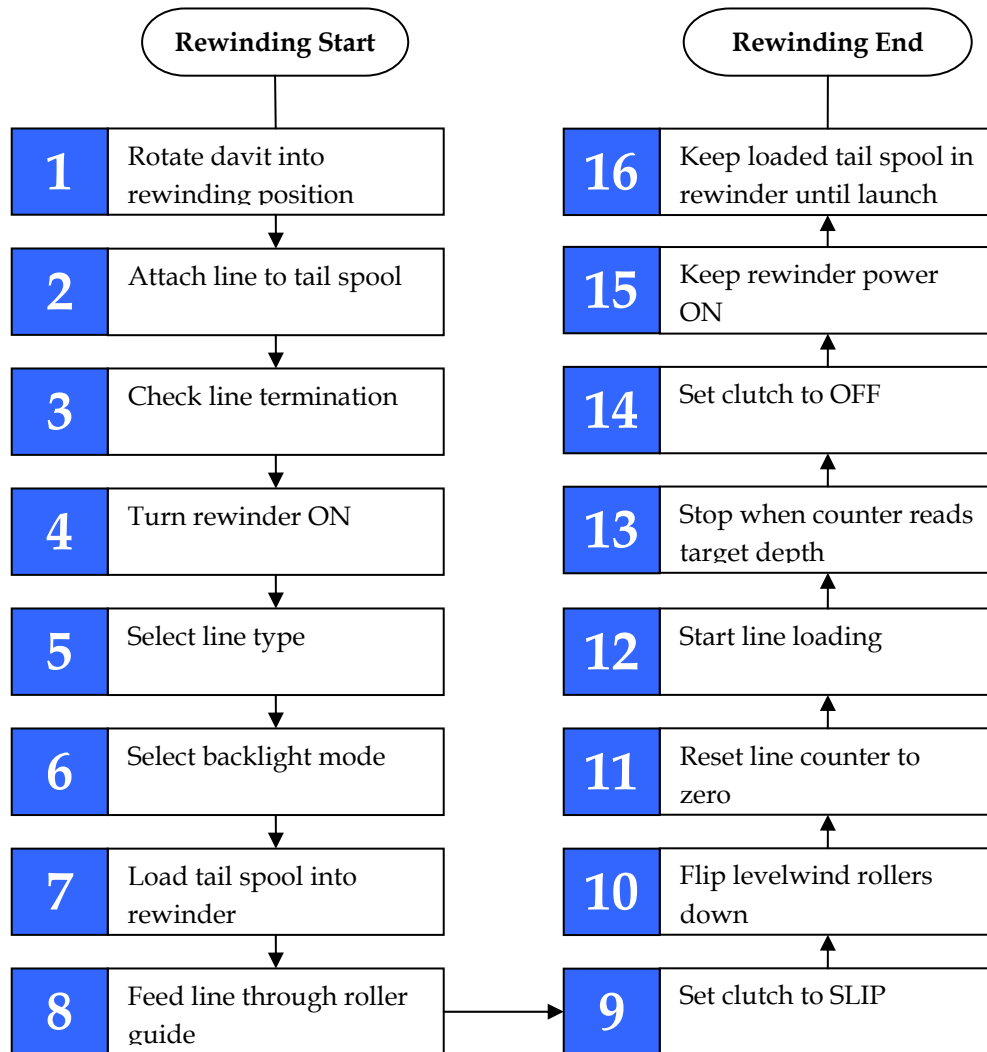 Rewinding Start
1
Rotate davit into
rewinding position
2
Attach line to tail spool
3
Check line termination
4
Turn rewinder ON
5
Select line type
6
Select backlight mode
7
Load tail spool into
rewinder
8
Feed line through roller
guide
9
Set clutch to SLIP
10
Flip levelwind rollers
down
11
Reset line counter to
zero
12
Start line loading
13
Stop when counter reads
target depth
14
Set clutch to OFF
15
Keep rewinder power
ON
16
Keep loaded tail spool in
rewinder until launch
Rewinding End